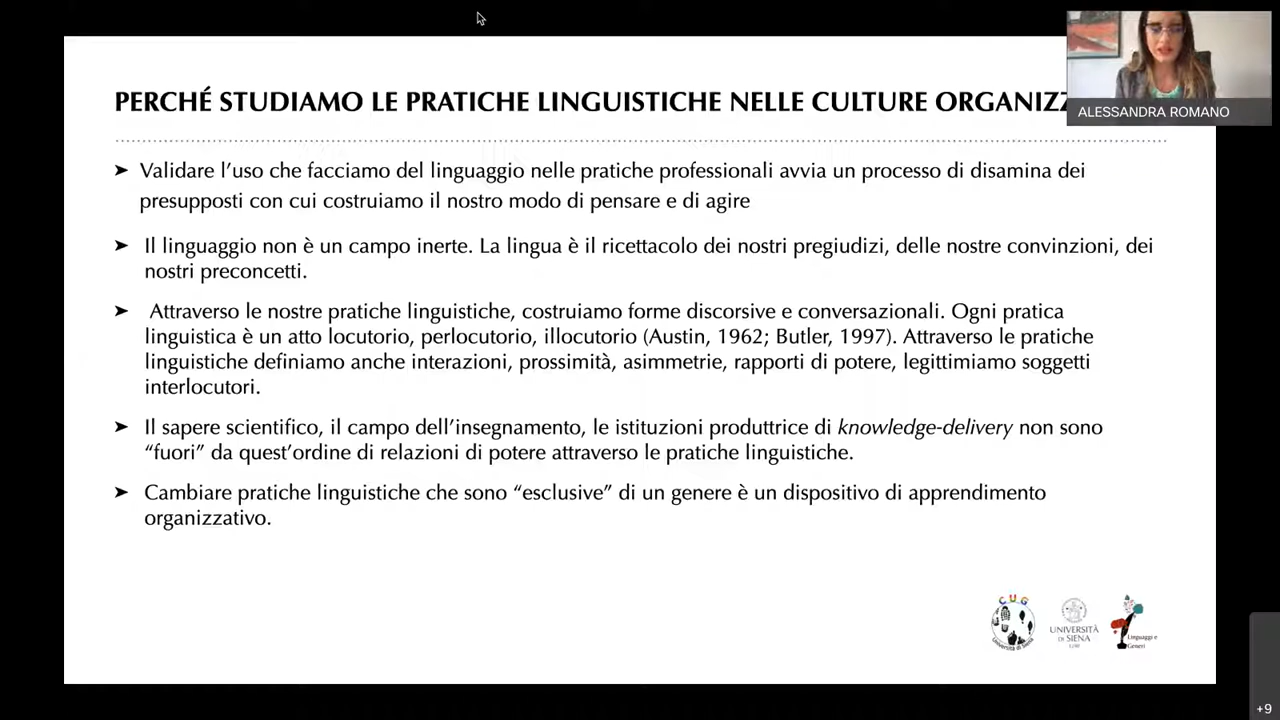 PERCHÉ STUDIAMO LE PRATICHE LINGUISTICHE NELLE CULTURE
ALESSANDRA ROMANO
➤ Validare l’uso che facciamo del linguaggio nelle pratiche professionali avvia un processo di disamina dei
presupposti con cui costruiamo il nostro modo di pensare e di agire
➤ Il linguaggio non è un campo inerte. La lingua è il ricettacolo dei nostri pregiudizi, delle nostre convinzioni, dei
nostri preconcetti.
➤ Attraverso le nostre pratiche linguistiche, costruiamo forme discorsive e conversazionali. Ogni pratica
linguistica è un atto locutorio, perlocutorio, illocutorio (Austin, 1962; Butler, 1997). Attraverso le pratiche
linguistiche definiamo anche interazioni, prossimità, asimmetrie, rapporti di potere, legittimiamo soggetti
interlocutori.
➤ Il sapere scientifico, il campo dell’insegnamento, le istituzioni produttrice di knowledge-delivery non sono
“fuori” da quest’ordine di relazioni di potere attraverso le pratiche linguistiche.
➤ Cambiare pratiche linguistiche che sono “esclusive” di un genere è un dispositivo di apprendimento
organizzativo.
CUG
Università di Siena
UNIVERSITÀ
DI SIENA
1240
Linguaggi e
Generi
+9